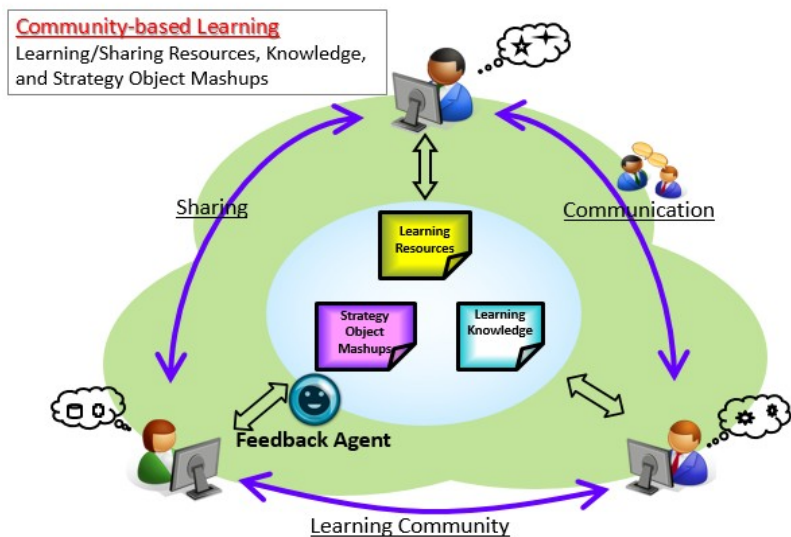 Community-based Learning
Learning/Sharing Resources, Knowledge,
and Strategy Object Mashups
Sharing
Communication
Learning
Resources
Strategy
Object
Mashups
Learning
Knowledge
Feedback Agent
Learning Community